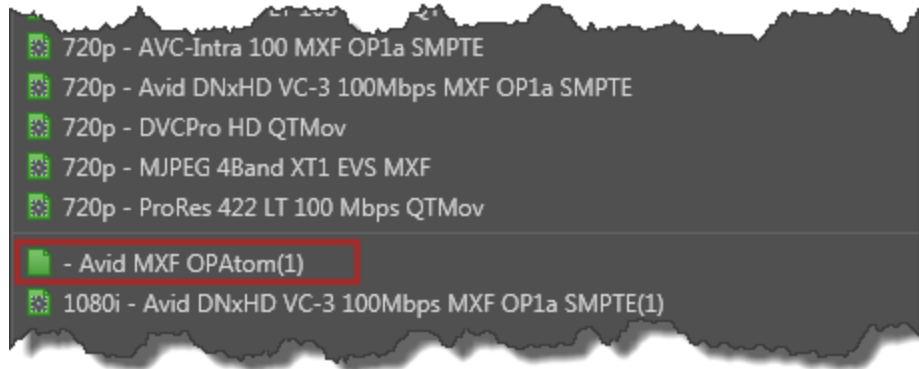 720p - AVC-Intra 100 MXF OP1a SMPTE
720p - Avid DNxHD VC-3 100Mbps MXF OP1a SMPTE
720p - DVCPro HD QTMov
720p - MJPEG 4Band XT1 EVS MXF
720p - ProRes 422 LT 100 Mbps QTMov
- Avid MXF OPAtom(1)
1080i - Avid DNxHD VC-3 100Mbps MXF OP1a SMPTE(1)